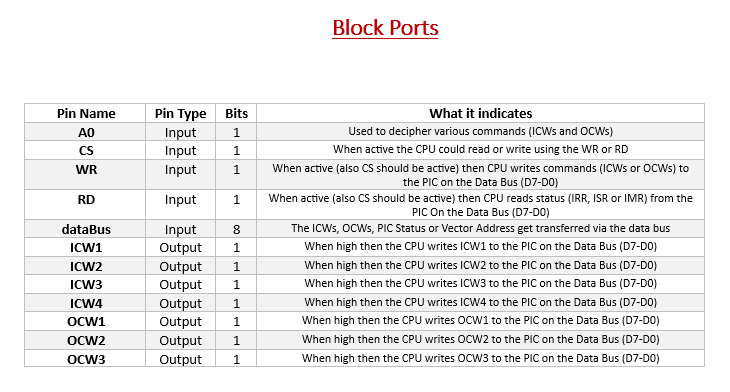 Block Ports
Pin Name Pin Type Bits What it indicates
A0 Input 1 Used to decipher various commands (ICWs and OCWs)
CS Input 1 When active the CPU could read or write using the WR or RD
WR Input 1 When active (also CS should be active) then CPU writes commands (ICWs or OCWs) to
the PIC on the Data Bus (D7-D0)
RD Input 1 When active (also CS should be active) then CPU reads status (IRR, ISR or IMR) from the
PIC On the Data Bus (D7-D0)
dataBus Input 8 The ICWs, OCWs, PIC Status or Vector Address get transferred via the data bus
ICW1 Output 1 When high then the CPU writes ICW1 to the PIC on the Data Bus (D7-D0)
ICW2 Output 1 When high then the CPU writes ICW2 to the PIC on the Data Bus (D7-D0)
ICW3 Output 1 When high then the CPU writes ICW3 to the PIC on the Data Bus (D7-D0)
ICW4 Output 1 When high then the CPU writes ICW4 to the PIC on the Data Bus (D7-D0)
OCW1 Output 1 When high then the CPU writes OCW1 to the PIC on the Data Bus (D7-D0)
OCW2 Output 1 When high then the CPU writes OCW2 to the PIC on the Data Bus (D7-D0)
OCW3 Output 1 When high then the CPU writes OCW3 to the PIC on the Data Bus (D7-D0)